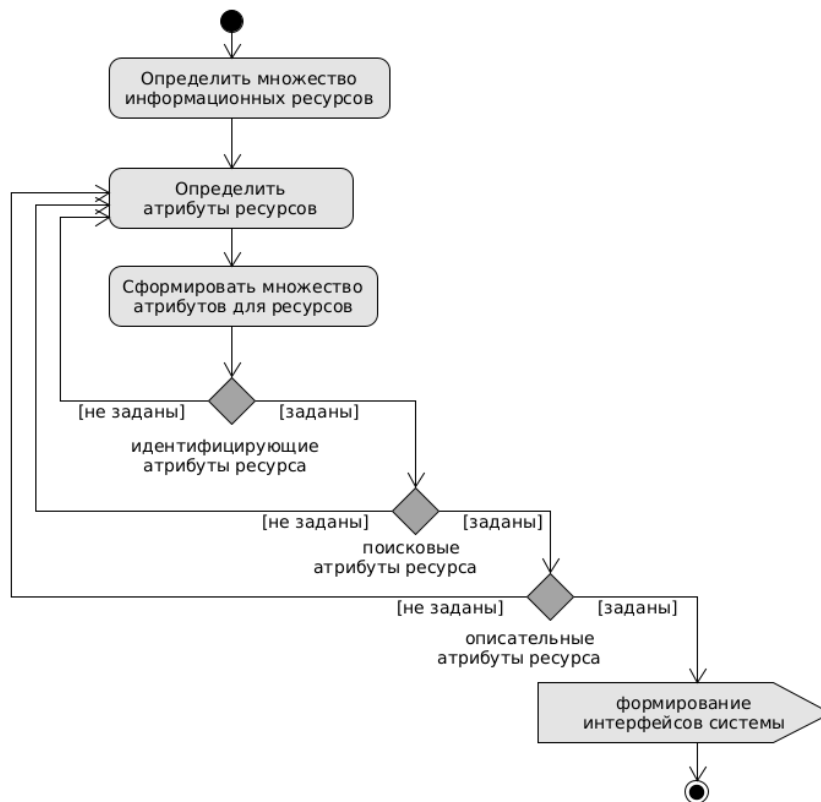 Определить множество
информационных ресурсов
Определить
атрибуты ресурсов
Сформировать множество
атрибутов для ресурсов
[не заданы]
[заданы]
идентифицирующие
атрибуты ресурса
[не заданы]
[заданы]
поисковые
атрибуты ресурса
[не заданы]
[заданы]
описательные
атрибуты ресурса
формирование
интерфейсов системы